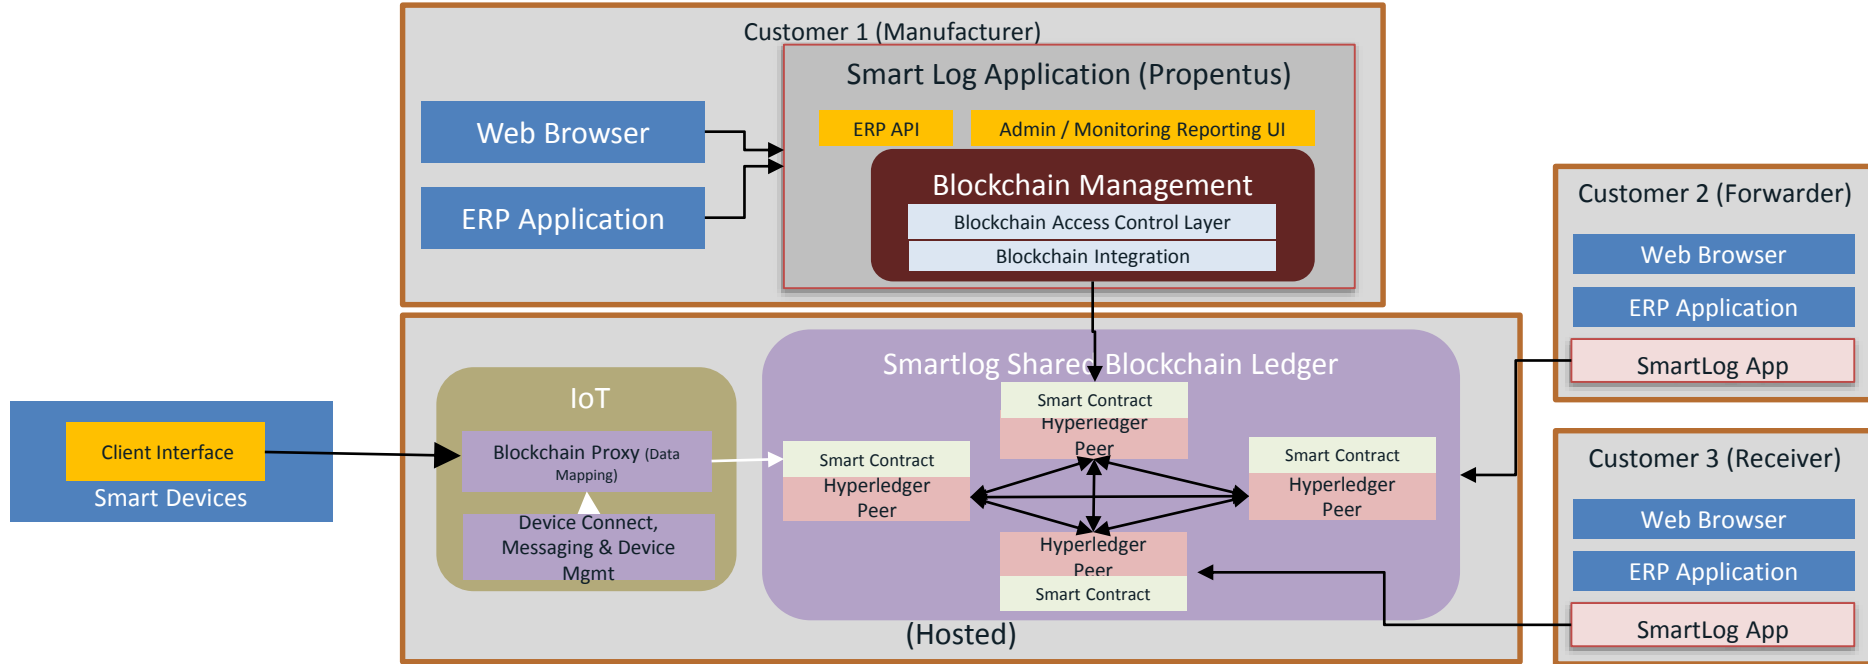 Customer 1 (Manufacturer)
Smart Log Application (Propentus)
Web Browser
ERP Application
ERP API
Admin / Monitoring Reporting UI
Blockchain Management
Blockchain Access Control Layer
Blockchain Integration
Customer 2 (Forwarder)
Web Browser
ERP Application
SmartLog App
Customer 3 (Receiver)
Web Browser
ERP Application
SmartLog App
Client Interface
Smart Devices
IoT
Blockchain Proxy (Data
Mapping)
Device Connect,
Messaging & Device
Mgmt
Smartlog Shared Blockchain Ledger
Smart Contract
Hyperledger
Peer
Smart Contract
Hyperledger
Peer
Smart Contract
Hyperledger
Peer
Hyperledger
Peer
Smart Contract
(Hosted)